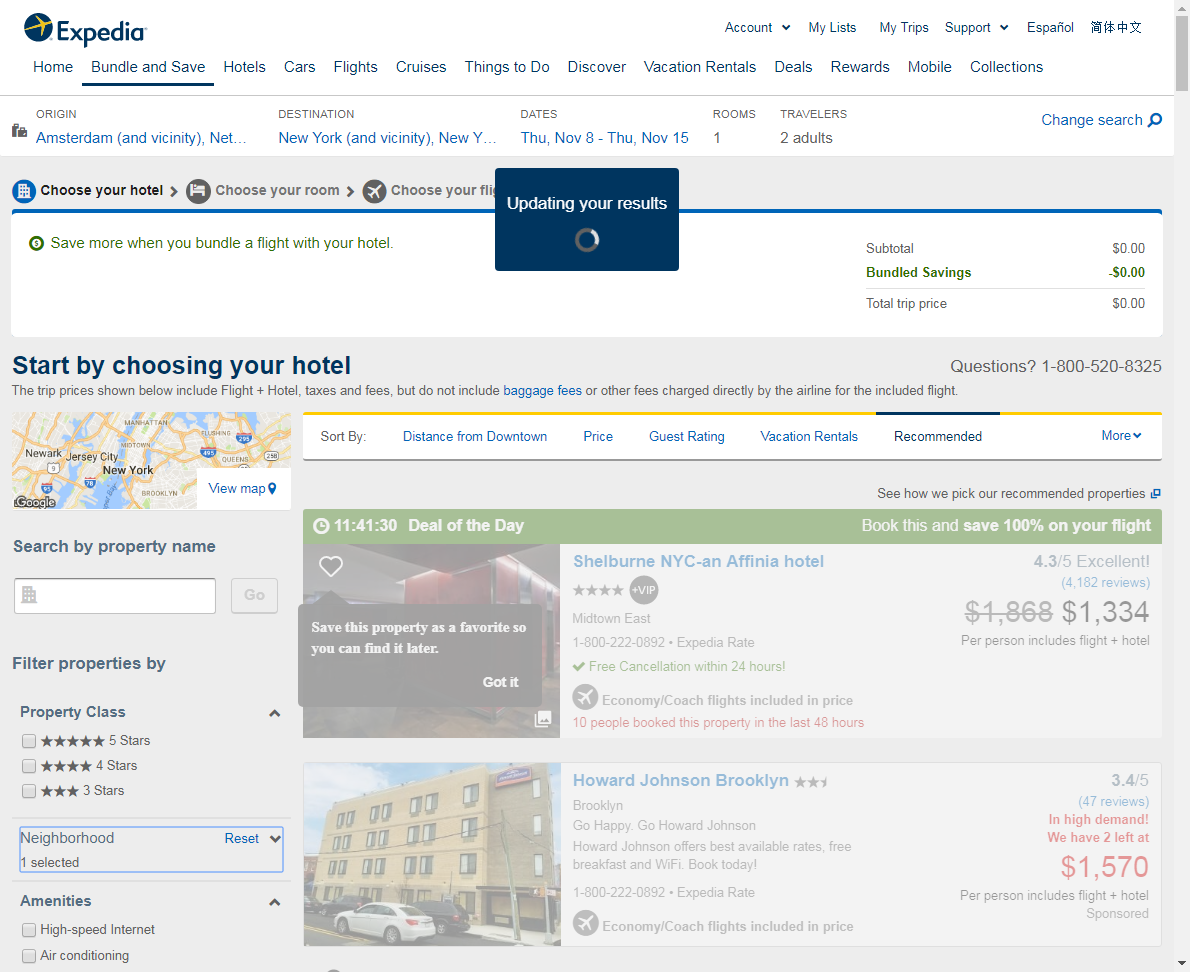 Expedia
Account
My Lists
My Trips
Support
Español
简体中文
Home
Bundle and Save
Hotels
Cars
Flights
Cruises
Things to Do
Discover
Vacation Rentals
Deals
Rewards
Mobile
Collections
ORIGIN
Amsterdam (and vicinity), Net...
DESTINATION
New York (and vicinity), New Y...
DATES
Thu, Nov 8 - Thu, Nov 15
ROOMS
1
TRAVELERS
2 adults
Change search
Choose your hotel
Choose your room
Choose your flig
Updating your results
Save more when you bundle a flight with your hotel.
Subtotal $0.00
Bundled Savings -$0.00
Total trip price $0.00
Start by choosing your hotel
Questions? 1-800-520-8325
The trip prices shown below include Flight + Hotel, taxes and fees, but do not include baggage fees or other fees charged directly by the airline for the included flight.
MANHATTAN
FLUSHING
295
MIDTOWN
495
Newark
Jersey City
QUEENS
25B
9
New York
95
78
BROOKLYN
Google
View map
Sort By:
Distance from Downtown
Price
Guest Rating
Vacation Rentals
Recommended
More
See how we pick our recommended properties
Search by property name
Go
Filter properties by
Property Class
5 Stars
4 Stars
3 Stars
Neighborhood
Reset
1 selected
Amenities
High-speed Internet
Air conditioning
11:41:30 Deal of the Day
Book this and save 100% on your flight
Save this property as a favorite so
you can find it later.
Got it
Shelburne NYC-an Affinia hotel
+VIP
Midtown East
1-800-222-0892 • Expedia Rate
Free Cancellation within 24 hours!
Economy/Coach flights included in price
10 people booked this property in the last 48 hours
4.3/5 Excellent!
(4,182 reviews)
$1,868 $1,334
Per person includes flight + hotel
Howard Johnson Brooklyn
Brooklyn
Go Happy. Go Howard Johnson
Howard Johnson offers best available rates, free
breakfast and WiFi. Book today!
1-800-222-0892 • Expedia Rate
Economy/Coach flights included in price
3.4/5
(47 reviews)
In high demand!
We have 2 left at
$1,570
Per person includes flight + hotel
Sponsored